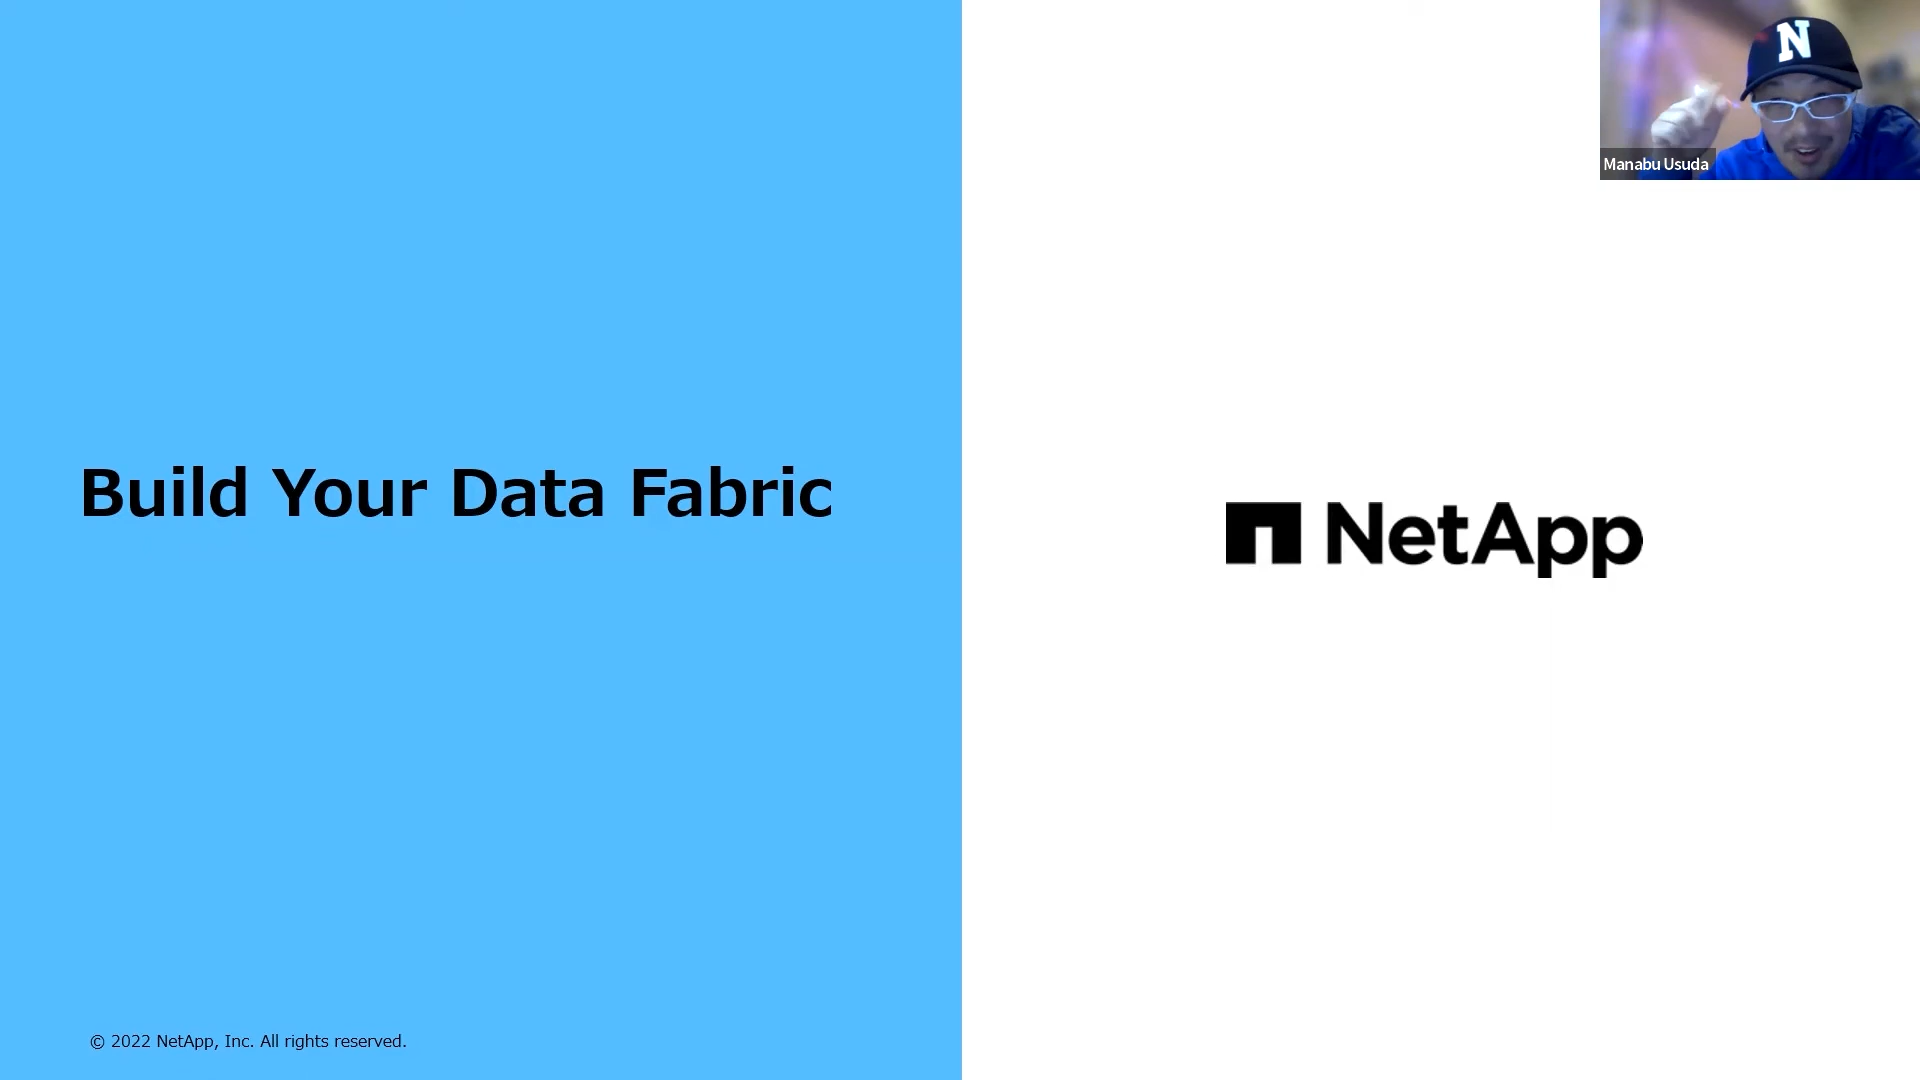 N
Manabu Usuda
Build Your Data Fabric
NetApp
© 2022 NetApp, Inc. All rights reserved.